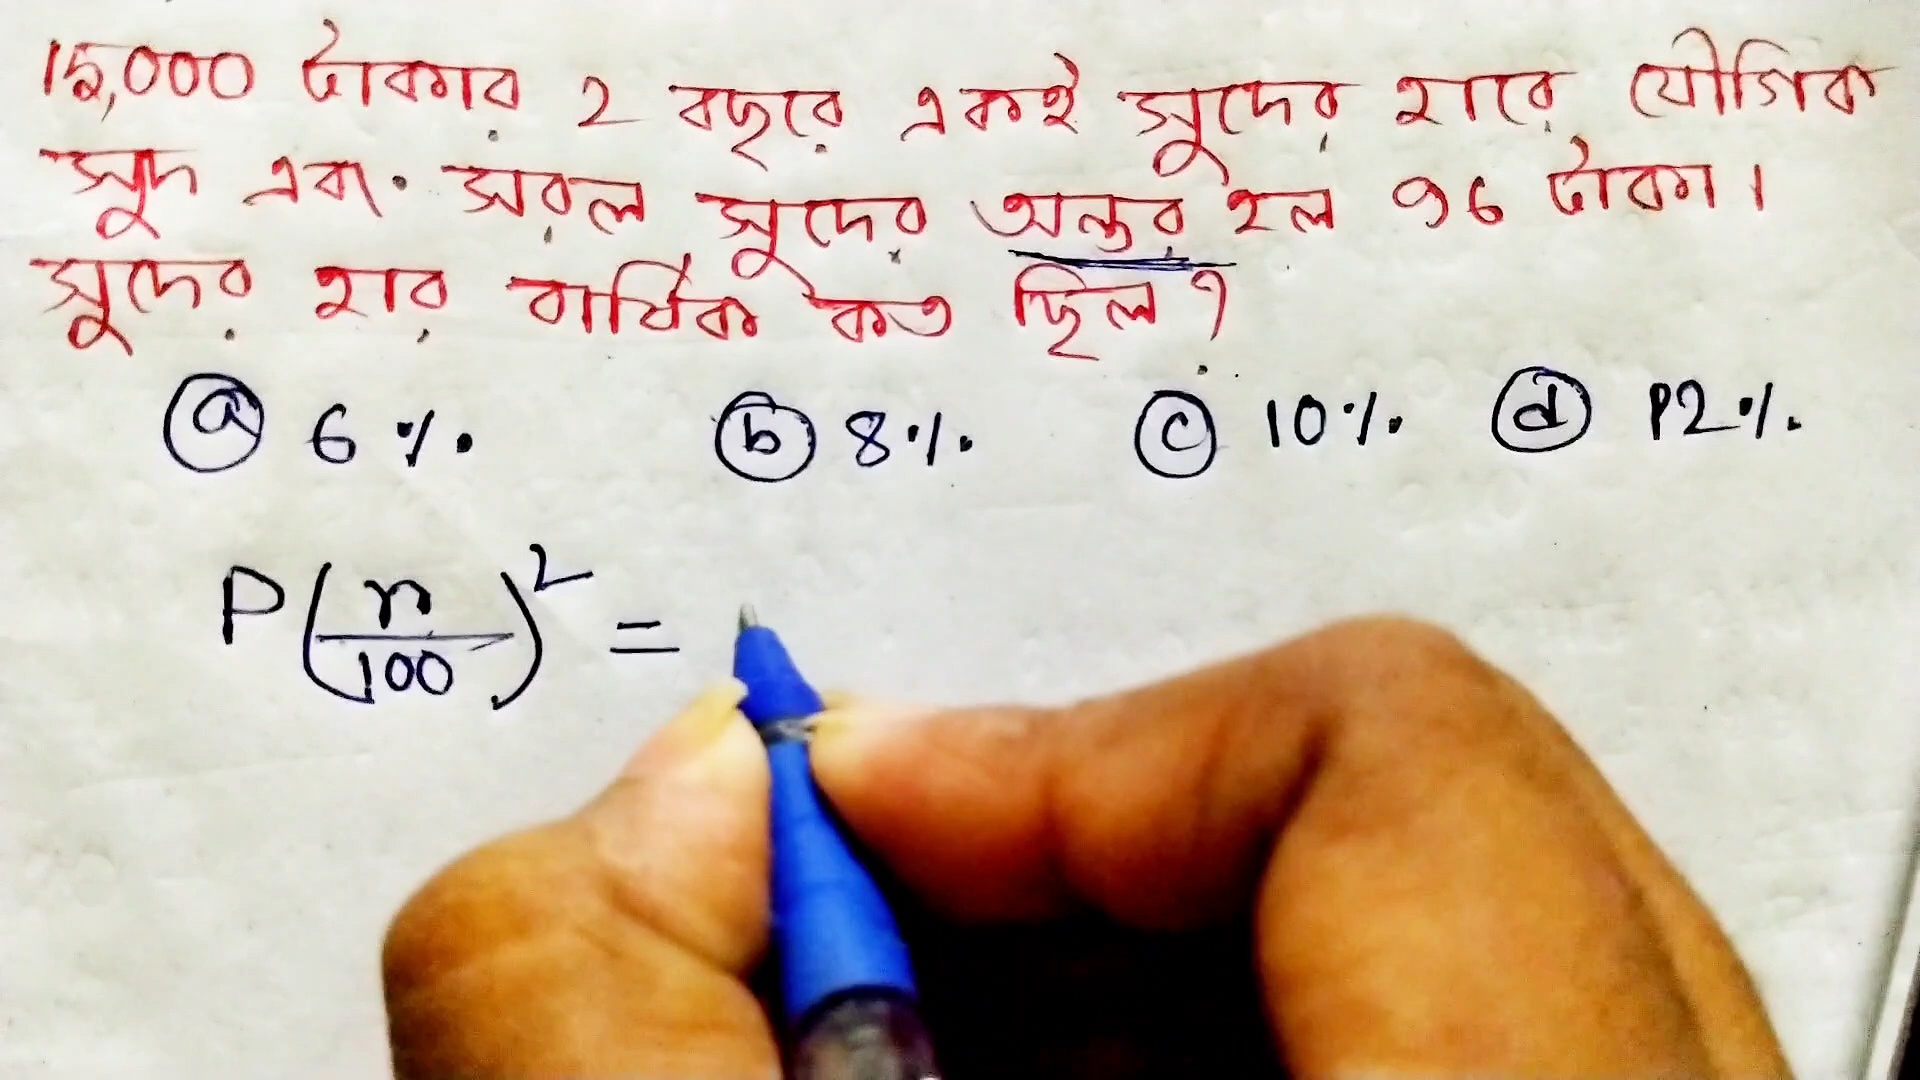 15,000 টাকার 2 বছরে একই সুদের হারে যৌগিক
সুদ এবং সরল সুদের অন্তর হল 96 টাকা।
সুদের হার বার্ষিক কত ছিল?
ⓐ 6% ⓑ 8% ⓒ 10% ⓓ 12%
P(r/100)² =